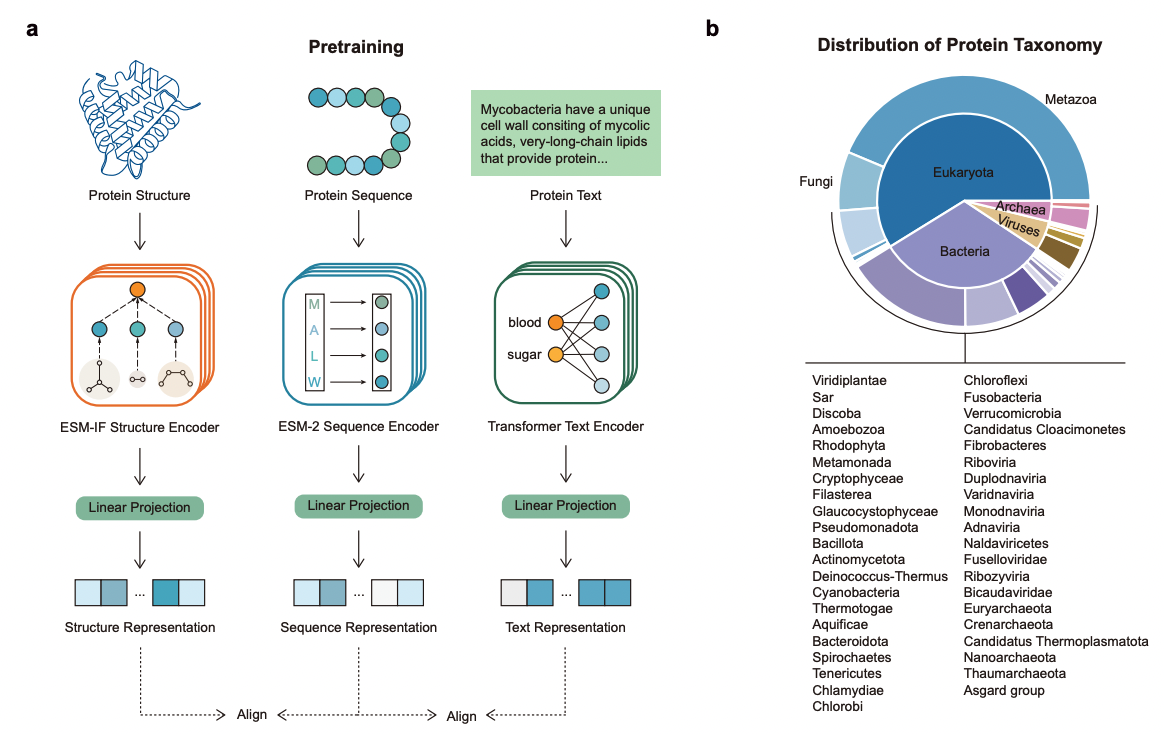 a
Pretraining
Mycobacteria have a unique
cell wall consiting of mycolic
acids, very-long-chain lipids
that provide protein...
Protein Structure
Protein Sequence
Protein Text
M
A
L
W
blood
sugar
ESM-IF Structure Encoder
ESM-2 Sequence Encoder
Transformer Text Encoder
Linear Projection
Linear Projection
Linear Projection
...
...
...
Structure Representation
Sequence Representation
Text Representation
Align
Align
b
Distribution of Protein Taxonomy
Metazoa
Eukaryota
Fungi
Archaea
Viruses
Bacteria
Viridiplantae
Sar
Discoba
Amoebozoa
Rhodophyta
Metamonada
Cryptophyceae
Filasterea
Glaucocystophyceae
Pseudomonadota
Bacillota
Actinomycetota
Deinococcus-Thermus
Cyanobacteria
Thermotogae
Aquificae
Bacteroidota
Spirochaetes
Tenericutes
Chlamydiae
Chlorobi
Chloroflexi
Fusobacteria
Verrucomicrobia
Candidatus Cloacimonetes
Fibrobacteres
Riboviria
Duplodnaviria
Varidnaviria
Monodnaviria
Adnaviria
Naldaviricetes
Fuselloviridae
Ribozyviria
Bicaudaviridae
Euryarchaeota
Crenarchaeota
Candidatus Thermoplasmatota
Nanoarchaeota
Thaumarchaeota
Asgard group